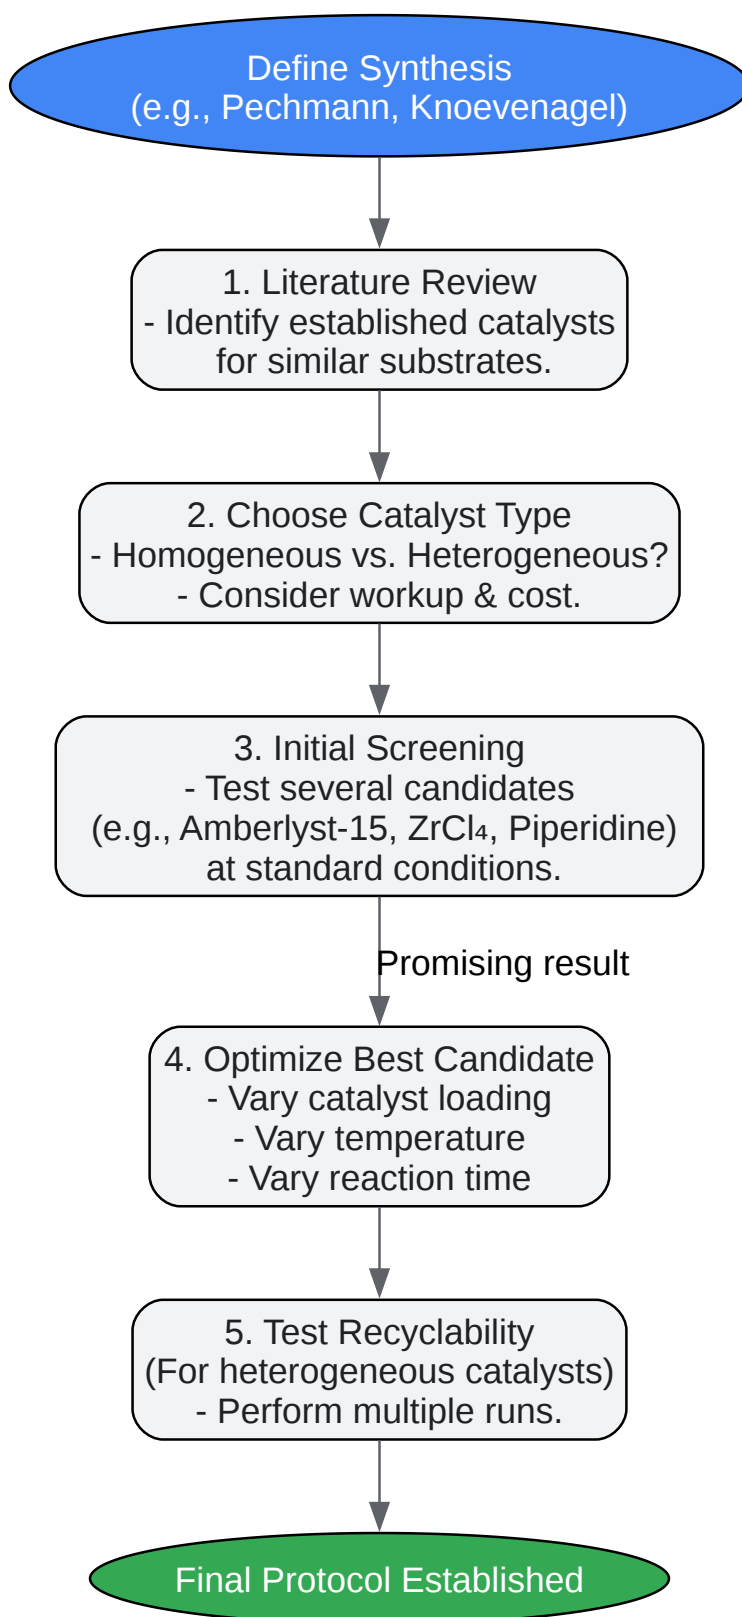 Define Synthesis
(e.g., Pechmann, Knoevenagel)
1. Literature Review
- Identify established catalysts
for similar substrates.
2. Choose Catalyst Type
- Homogeneous vs. Heterogeneous?
- Consider workup & cost.
3. Initial Screening
- Test several candidates
(e.g., Amberlyst-15, ZrCl₄, Piperidine)
at standard conditions.
Promising result
4. Optimize Best Candidate
- Vary catalyst loading
- Vary temperature
- Vary reaction time
5. Test Recyclability
(For heterogeneous catalysts)
- Perform multiple runs.
Final Protocol Established